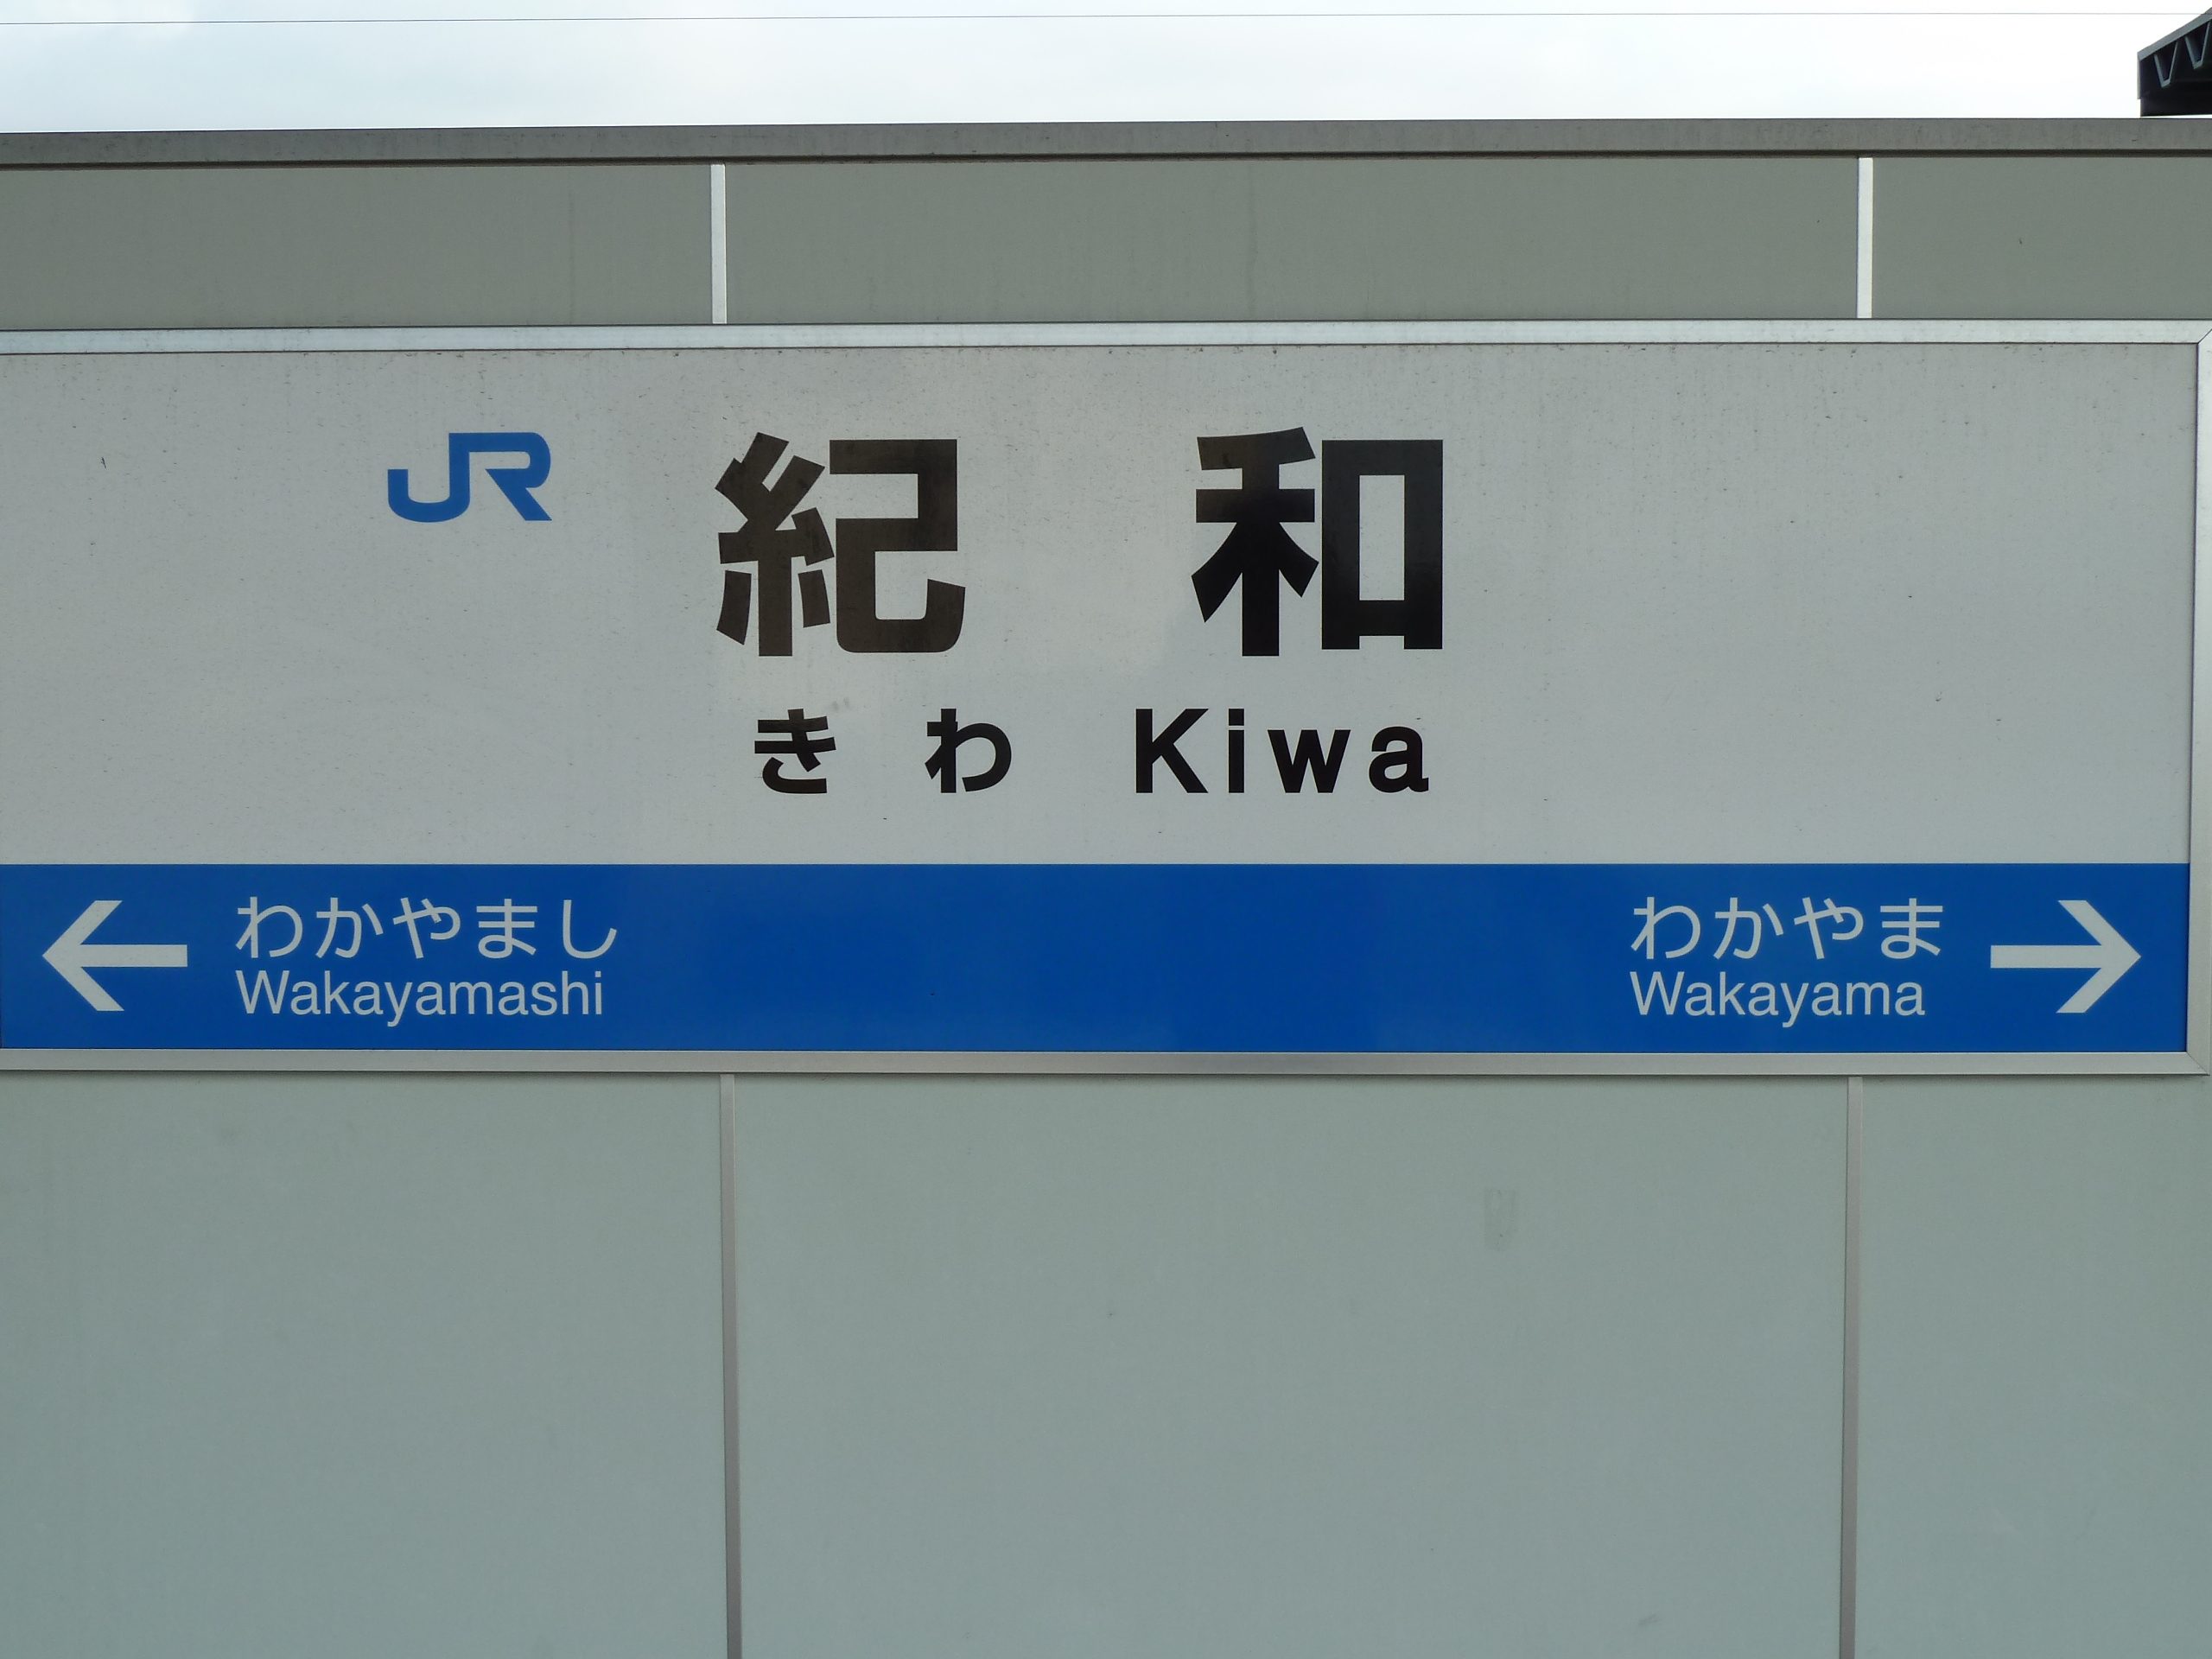 JR 紀和
きわ Kiwa
← わかやまし わかやま →
Wakayamashi Wakayama